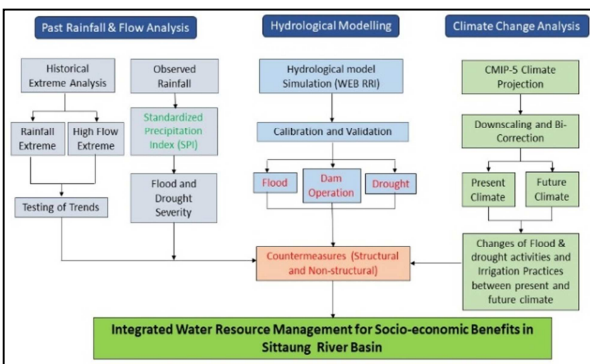 Past Rainfall & Flow Analysis
Historical
Extreme Analysis
Observed
Rainfall
Rainfall
Extreme
High Flow
Extreme
Standardized
Precipitation
Index (SPI)
Testing of Trends
Flood and
Drought
Severity
Hydrological Modelling
Hydrological model
Simulation (WEB RRI)
Calibration and Validation
Flood
Dam
Operation
Drought
Countermeasures (Structural
and Non-structural)
Climate Change Analysis
CMIP-5 Climate
Projection
Downscaling and Bi-
Correction
Present
Climate
Future
Climate
Changes of Flood &
drought activities and
Irrigation Practices
between present and
future climate
Integrated Water Resource Management for Socio-economic Benefits in
Sittaung River Basin